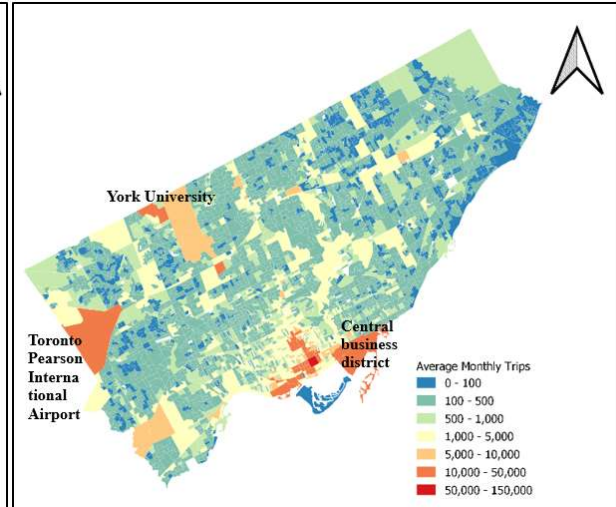 York University
Toronto
Pearson
Interna
tional
Airport
Central
business
district
Average Monthly Trips
0 - 100
100 - 500
500 - 1,000
1,000 - 5,000
5,000 - 10,000
10,000 - 50,000
50,000 - 150,000